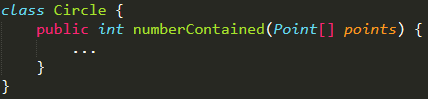 class Circle {
    public int numberContained(Point[] points) {
        ...
    }
}